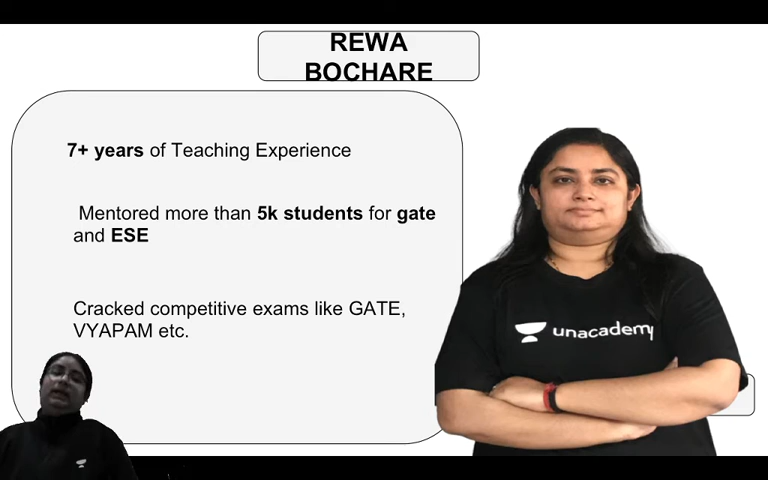 REWA
BOCHARE
7+ years of Teaching Experience
Mentored more than 5k students for gate
and ESE
Cracked competitive exams like GATE,
VYAPAM etc.
unacademy